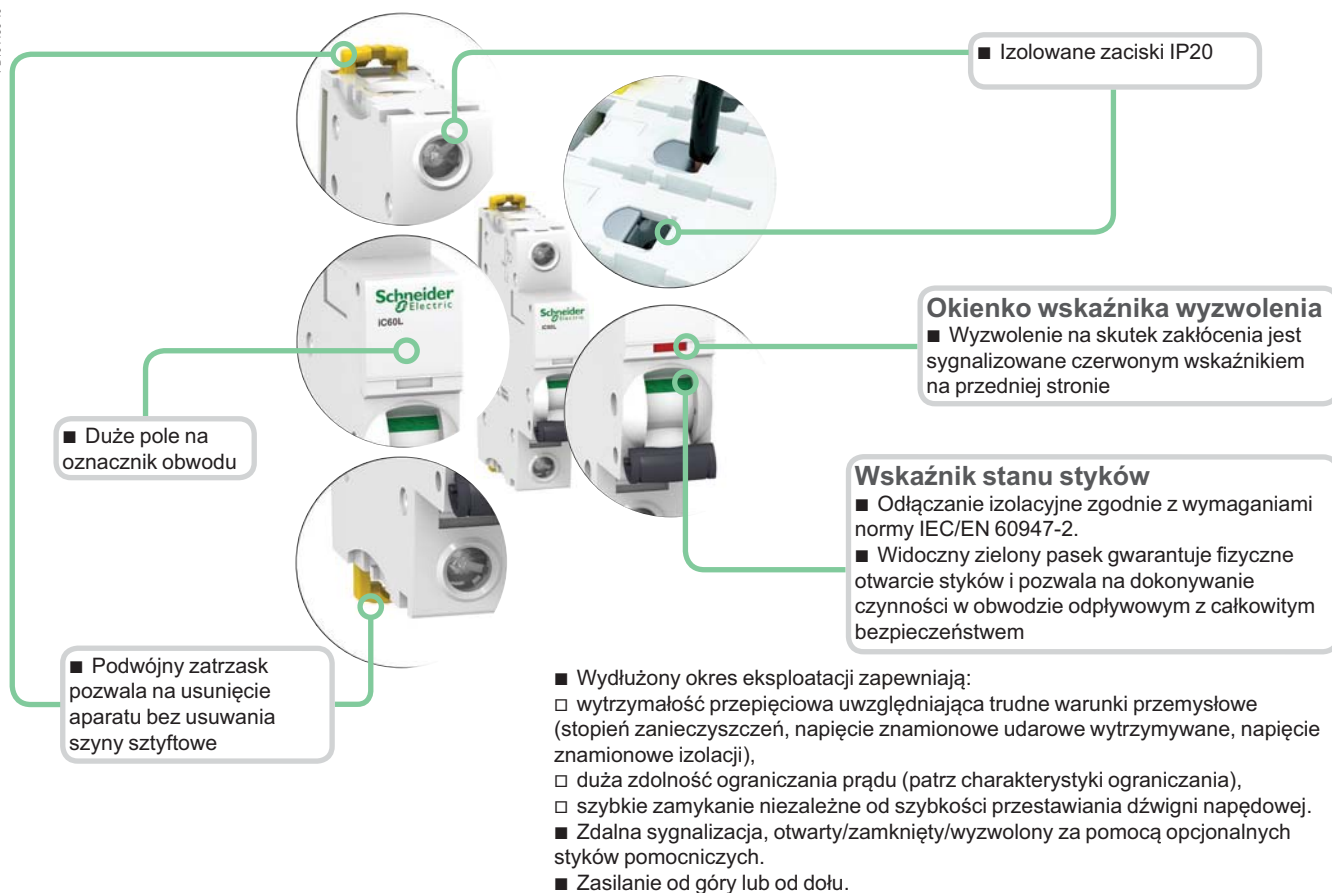 ■ Izolowane zaciski IP20
Schneider
Electric
iC60L
Schneider
Electric
iC60L
Okienko wskaźnika wyzwolenia
■ Wyzwolenie na skutek zakłócenia jest
sygnalizowane czerwonym wskaźnikiem
na przedniej stronie
■ Duże pole na
oznacznik obwodu
Wskaźnik stanu styków
■ Odłączanie izolacyjne zgodnie z wymaganiami
normy IEC/EN 60947-2.
■ Widoczny zielony pasek gwarantuje fizyczne
otwarcie styków i pozwala na dokonywanie
czynności w obwodzie odpływowym z całkowitym
bezpieczeństwem
■ Podwójny zatrzask
pozwala na usunięcie
aparatu bez usuwania
szyny sztyftowe
■ Wydłużony okres eksploatacji zapewniają:
□ wytrzymałość przepięciowa uwzględniająca trudne warunki przemysłowe
(stopień zanieczyszczeń, napięcie znamionowe udarowe wytrzymywane, napięcie
znamionowe izolacji),
□ duża zdolność ograniczania prądu (patrz charakterystyki ograniczania),
□ szybkie zamykanie niezależne od szybkości przestawiania dźwigni napędowej.
■ Zdalna sygnalizacja, otwarty/zamknięty/wyzwolony za pomocą opcjonalnych
styków pomocniczych.
■ Zasilanie od góry lub od dołu.